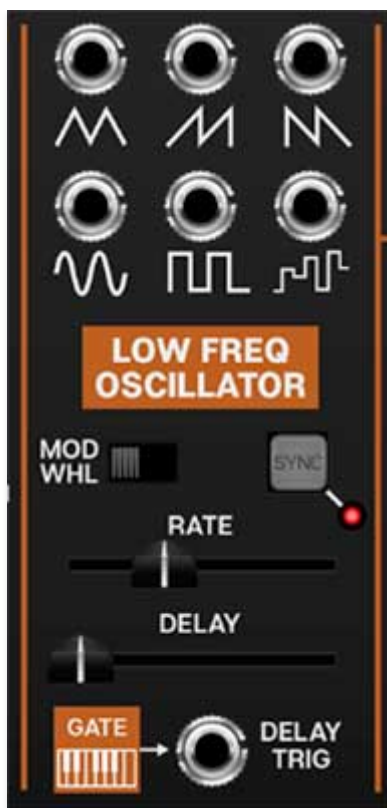 LOW FREQ
OSCILLATOR
MOD
WHL
SYNC
RATE
DELAY
GATE
DELAY
TRIG